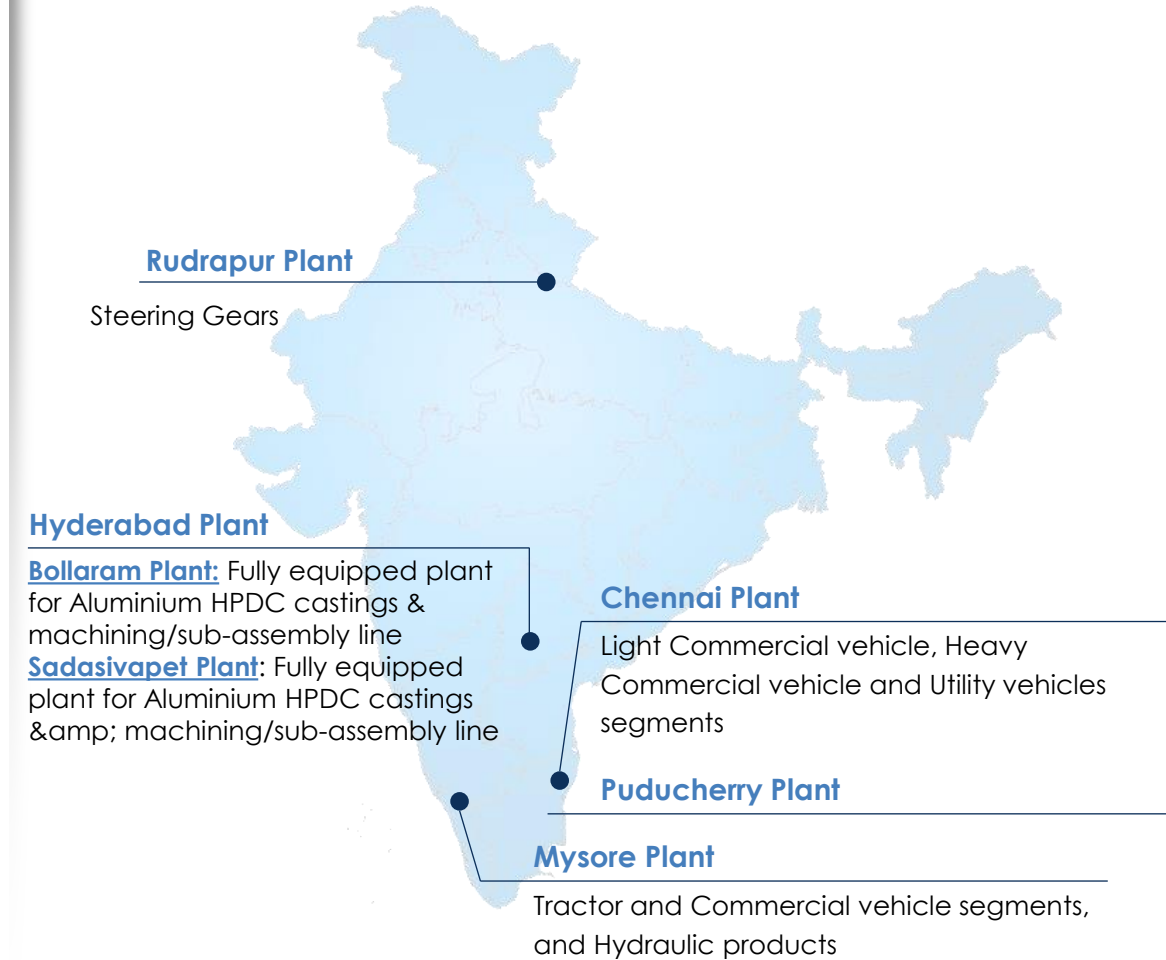 Rudrapur Plant
Steering Gears
Hyderabad Plant
Bollaram Plant: Fully equipped plant
for Aluminium HPDC castings &
machining/sub-assembly line
Sadasivapet Plant: Fully equipped
plant for Aluminium HPDC castings
&amp; machining/sub-assembly line
Chennai Plant
Light Commercial vehicle, Heavy
Commercial vehicle and Utility vehicles
segments
Puducherry Plant
Mysore Plant
Tractor and Commercial vehicle segments,
and Hydraulic products